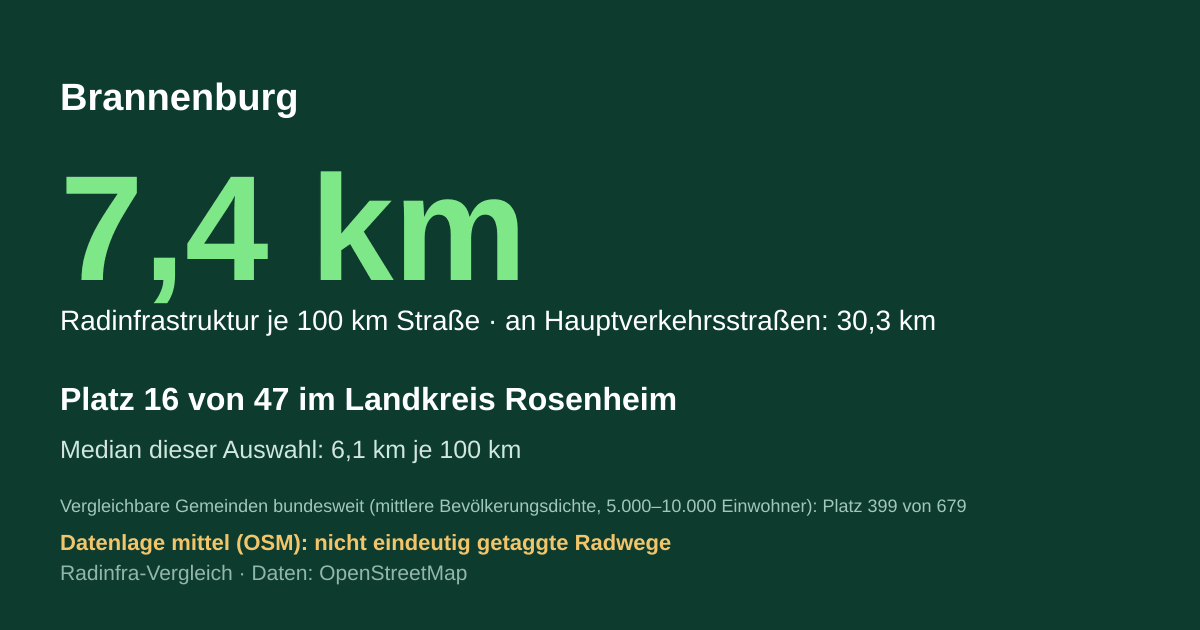 Brannenburg
7,4 km
Radinfrastruktur je 100 km Straße · an Hauptverkehrsstraßen: 30,3 km
Platz 16 von 47 im Landkreis Rosenheim
Median dieser Auswahl: 6,1 km je 100 km
Vergleichbare Gemeinden bundesweit (mittlere Bevölkerungsdichte, 5.000–10.000 Einwohner): Platz 399 von 679
Datenlage mittel (OSM): nicht eindeutig getaggte Radwege
Radinfra-Vergleich · Daten: OpenStreetMap